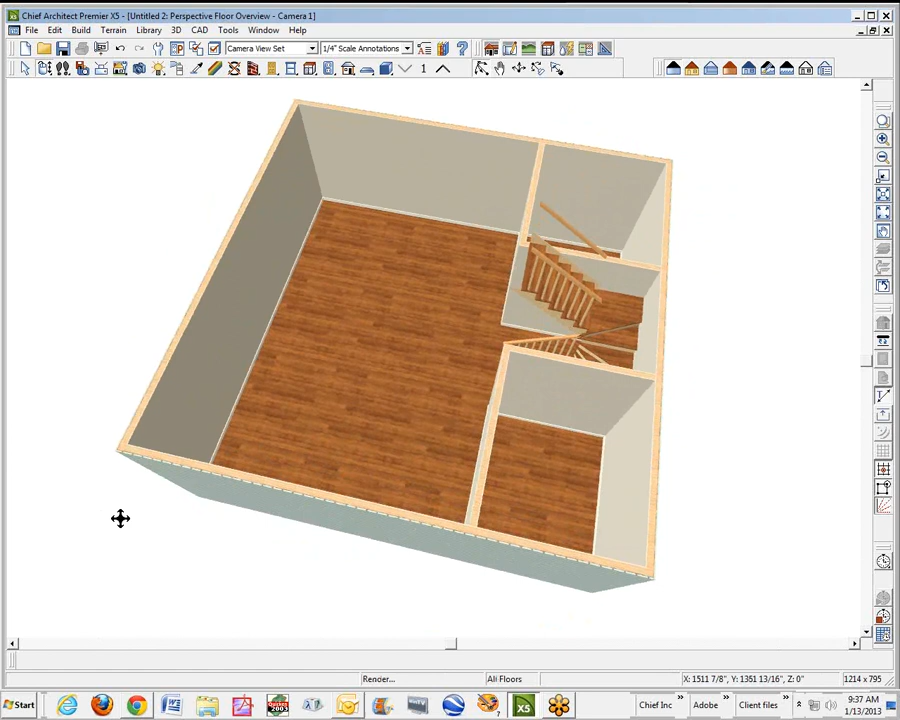 Chief Architect Premier X5 - [Untitled 2: Perspective Floor Overview - Camera 1]
File Edit Build Terrain Library 3D CAD Tools Window Help
Camera View Set 1/4" Scale Annotations
1
Render... All Floors X: 1511 7/8", Y: 1351 13/16", Z: 0" 1214 x 795
Start X5 Chief Inc » Adobe » Client files » 9:37 AM
1/13/2013